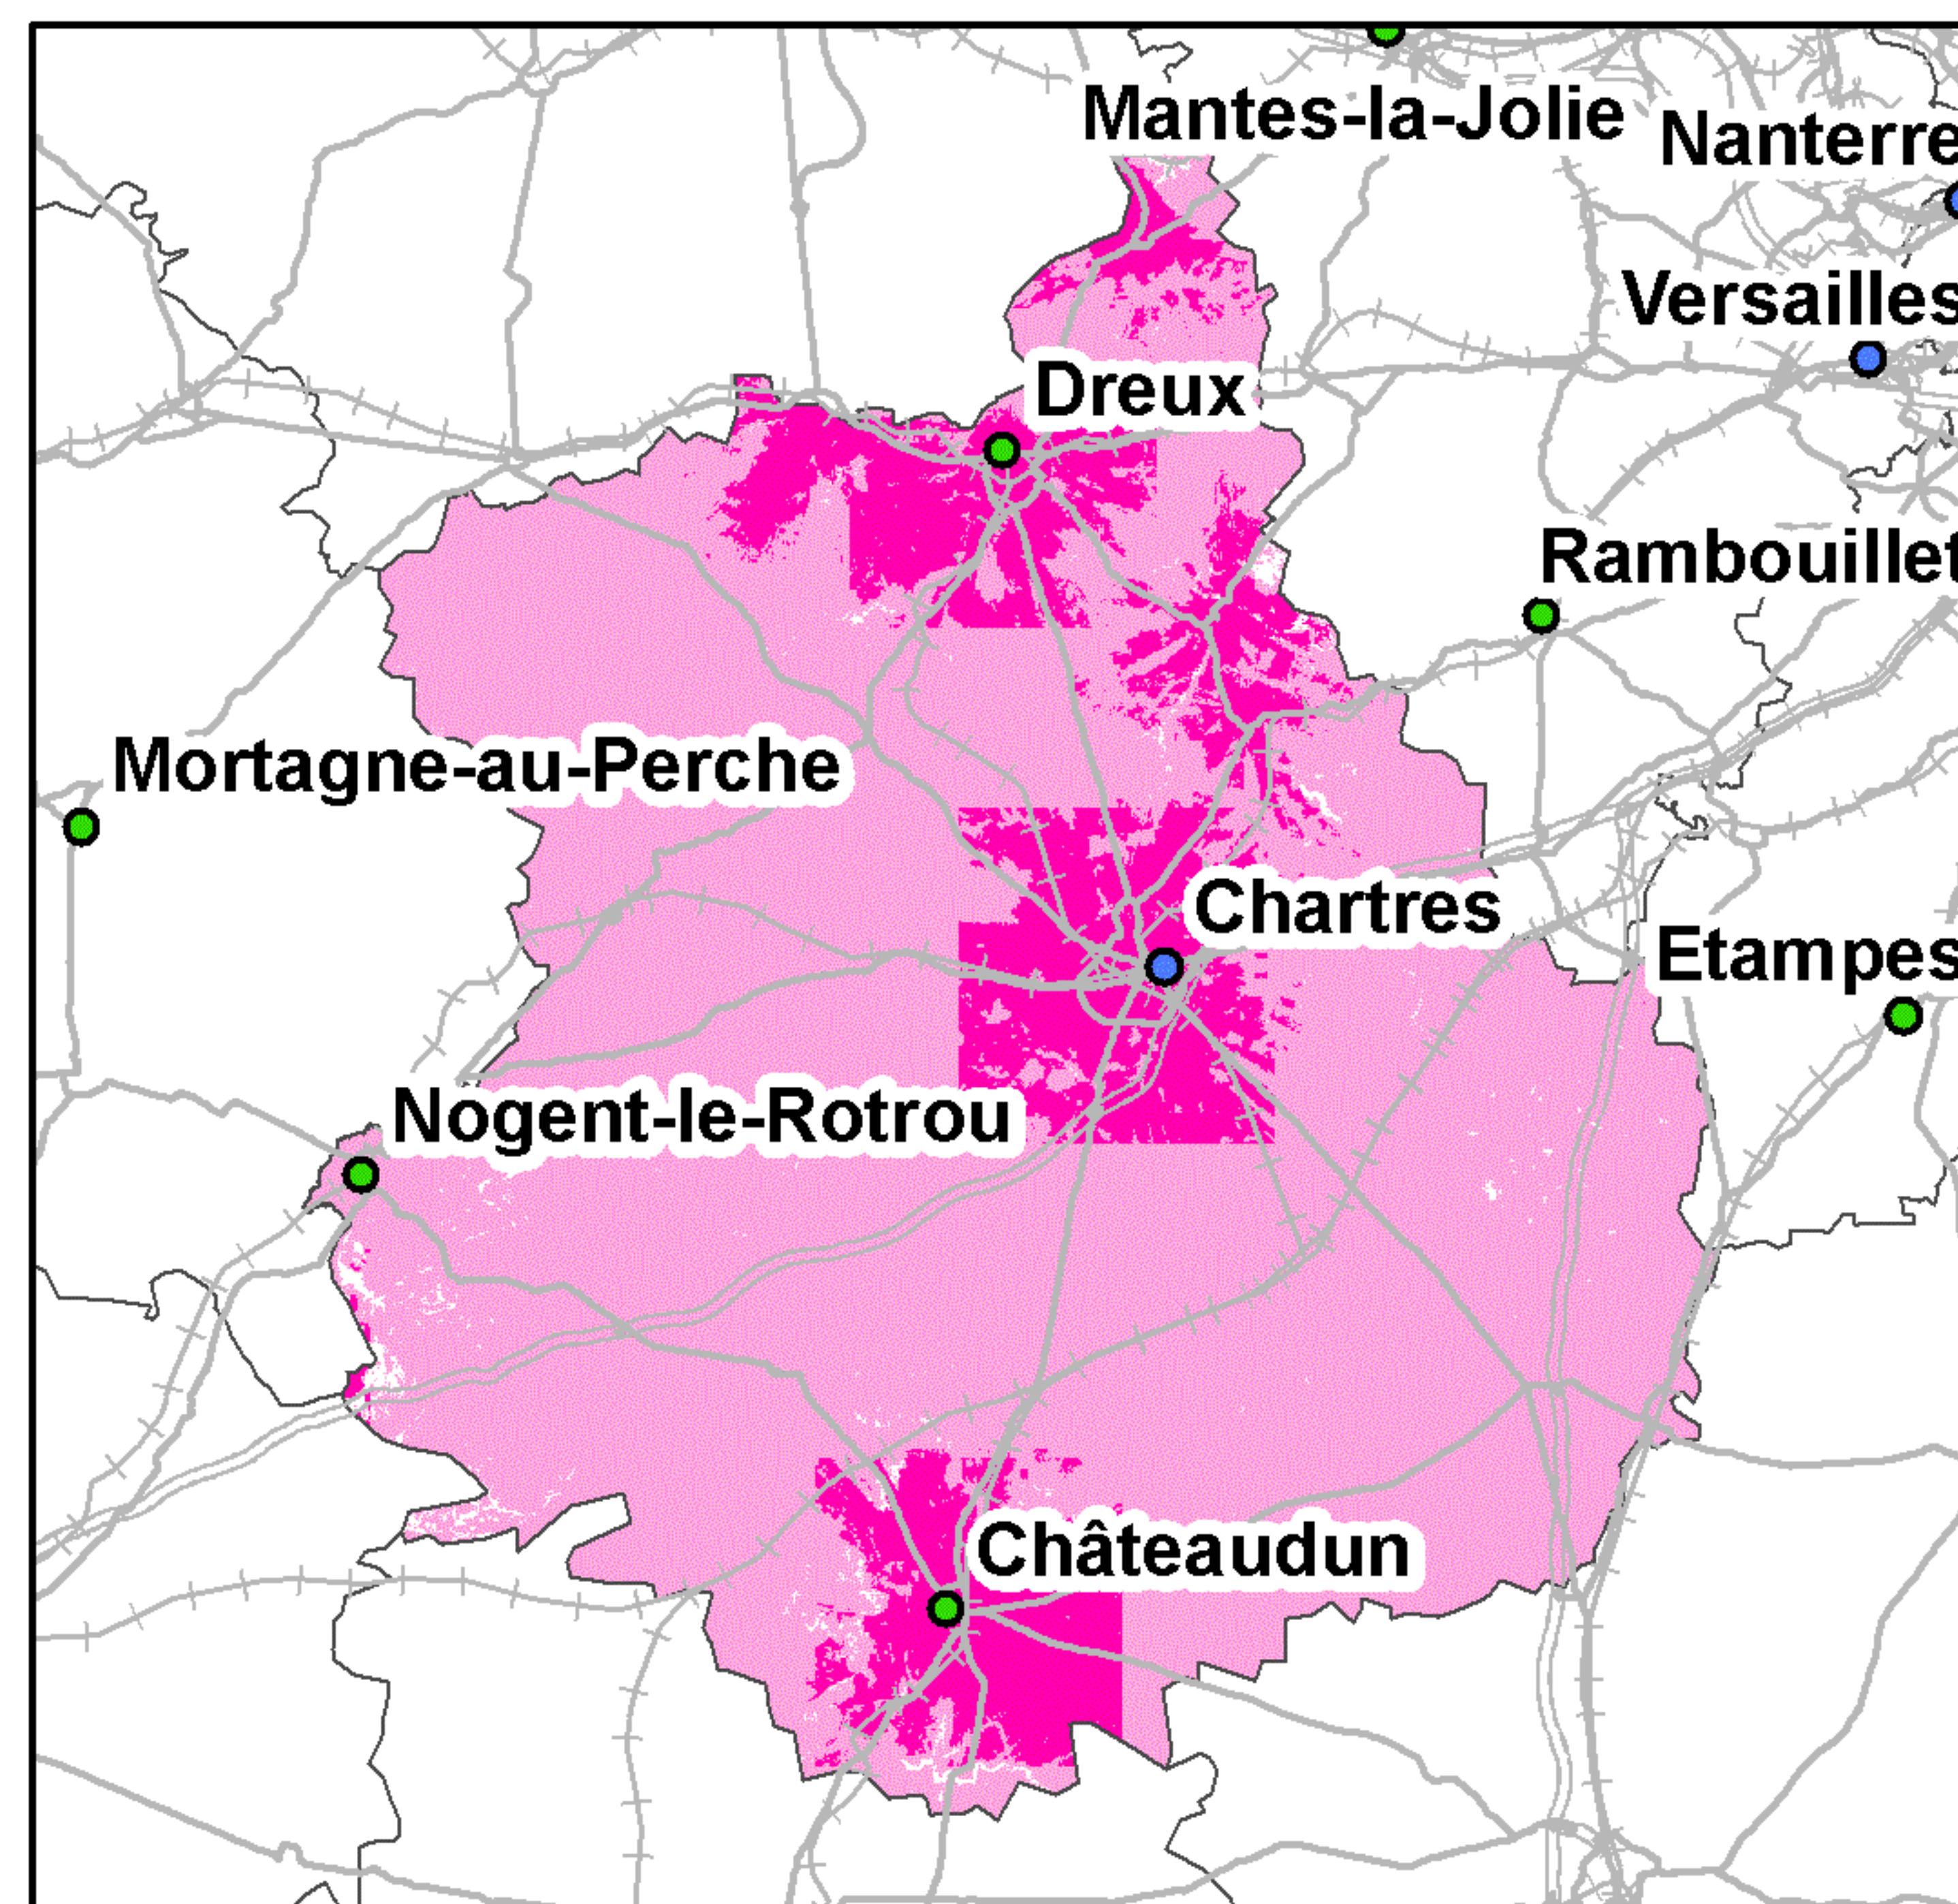 Mantes-la-Jolie
Nanterre
Versailles
Dreux
Rambouillet
Mortagne-au-Perche
Chartres
Etampes
Nogent-le-Rotrou
Châteaudun